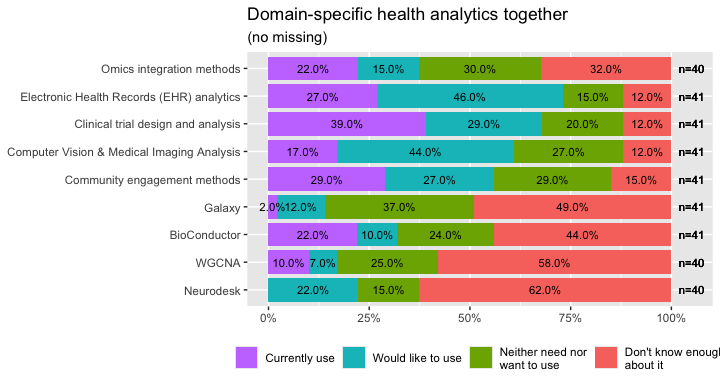 Domain-specific health analytics together
(no missing)
Omics integration methods 22.0% 15.0% 30.0% 32.0% n=40
Electronic Health Records (EHR) analytics 27.0% 46.0% 15.0% 12.0% n=41
Clinical trial design and analysis 39.0% 29.0% 20.0% 12.0% n=41
Computer Vision & Medical Imaging Analysis 17.0% 44.0% 27.0% 12.0% n=41
Community engagement methods 29.0% 27.0% 29.0% 15.0% n=41
Galaxy 2.0% 12.0% 37.0% 49.0% n=41
BioConductor 22.0% 10.0% 24.0% 44.0% n=41
WGCNA 10.0% 7.0% 25.0% 58.0% n=40
Neurodesk 22.0% 15.0% 62.0% n=40
0% 25% 50% 75% 100%
Currently use
Would like to use
Neither need nor
want to use
Don't know enough
about it